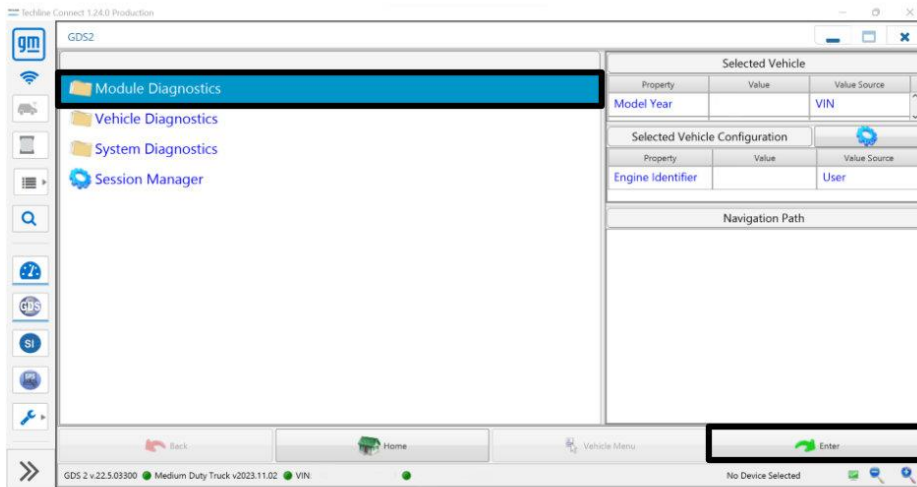 Techline Connect 1.24.0 Production
gm
GDS2
Module Diagnostics
Vehicle Diagnostics
System Diagnostics
Session Manager
Selected Vehicle
Property Value Value Source
Model Year VIN
Selected Vehicle Configuration
Property Value Value Source
Engine Identifier User
Navigation Path
GDS
SI
SPS
Back Home Vehicle Menu Enter
GDS 2 v.22.5.03300 Medium Duty Truck v2023.11.02 VIN: No Device Selected